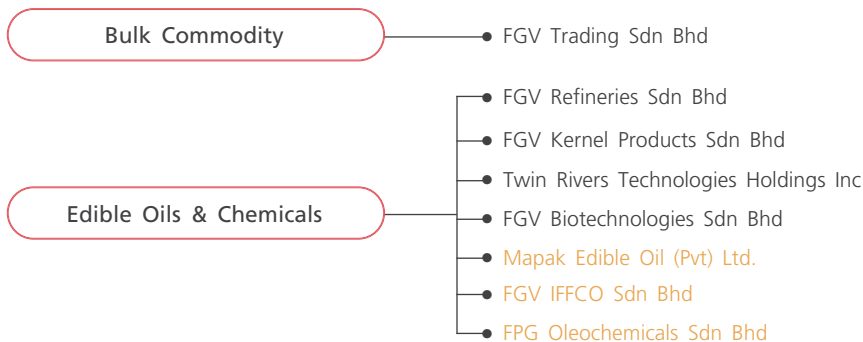 Bulk Commodity
FGV Trading Sdn Bhd
Edible Oils & Chemicals
FGV Refineries Sdn Bhd
FGV Kernel Products Sdn Bhd
Twin Rivers Technologies Holdings Inc
FGV Biotechnologies Sdn Bhd
Mapak Edible Oil (Pvt) Ltd.
FGV IFFCO Sdn Bhd
FPG Oleochemicals Sdn Bhd